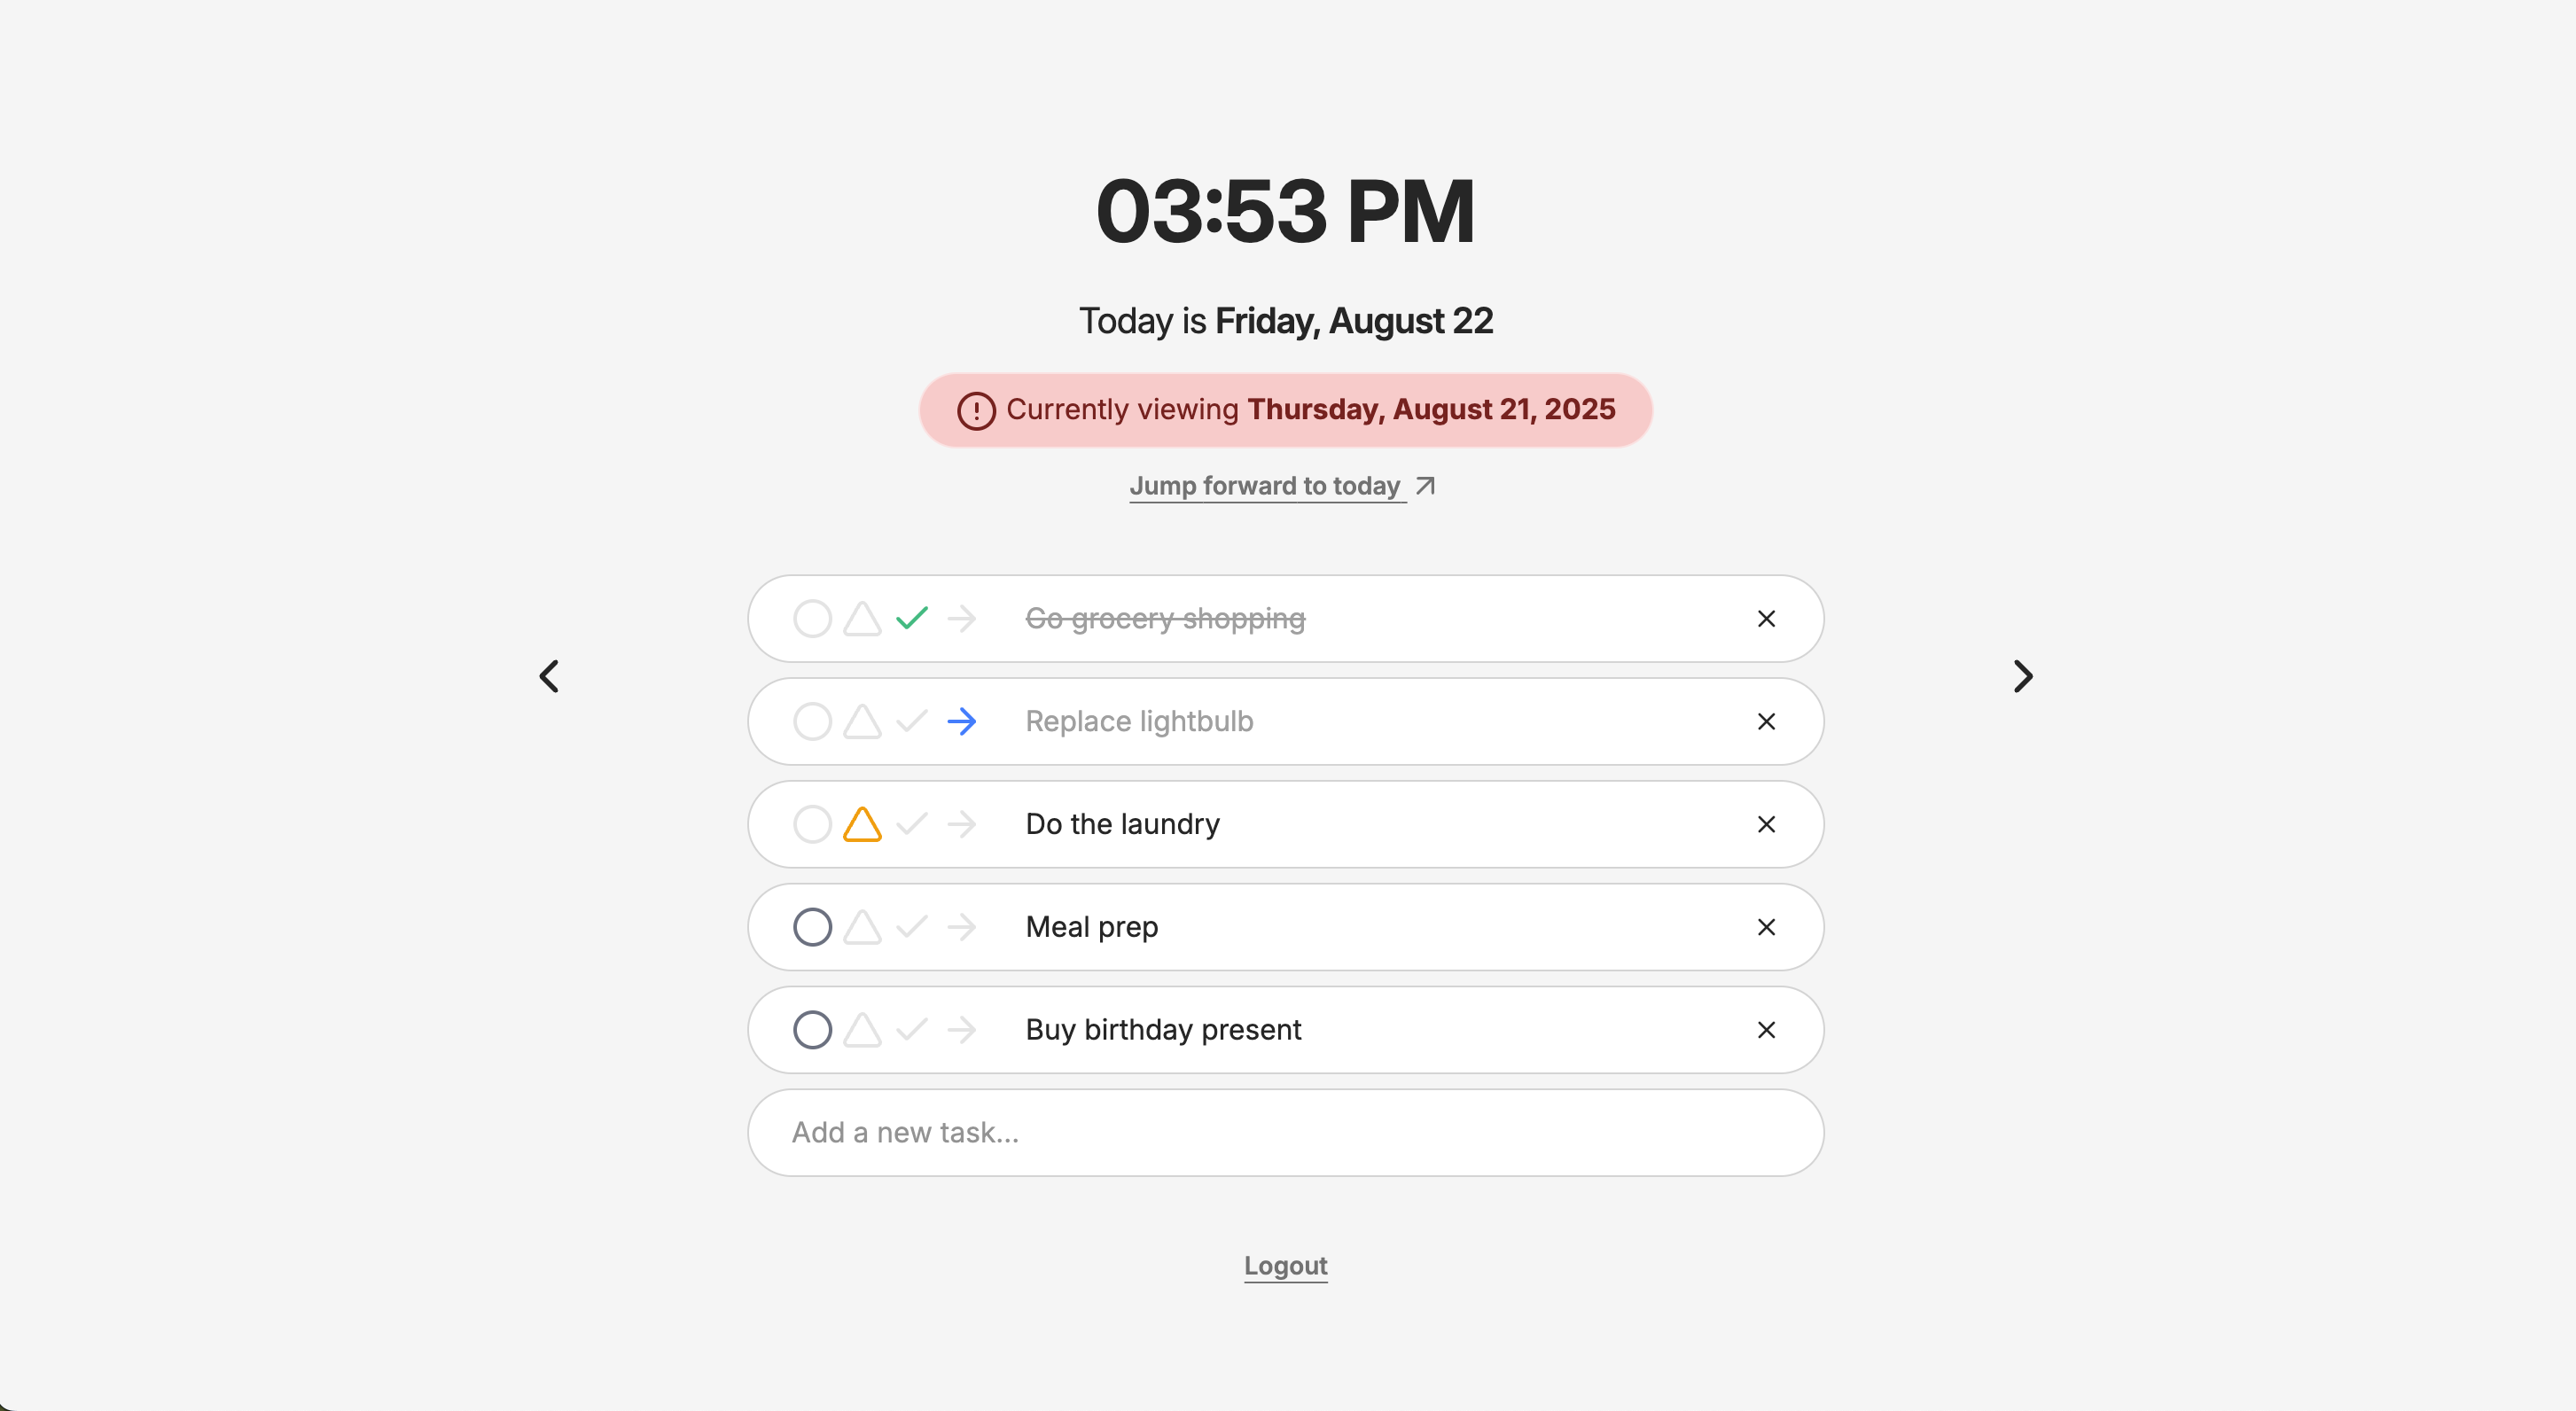 03:53 PM
Today is Friday, August 22
Currently viewing Thursday, August 21, 2025
Jump forward to today
Go grocery shopping
Replace lightbulb
Do the laundry
Meal prep
Buy birthday present
Add a new task...
Logout